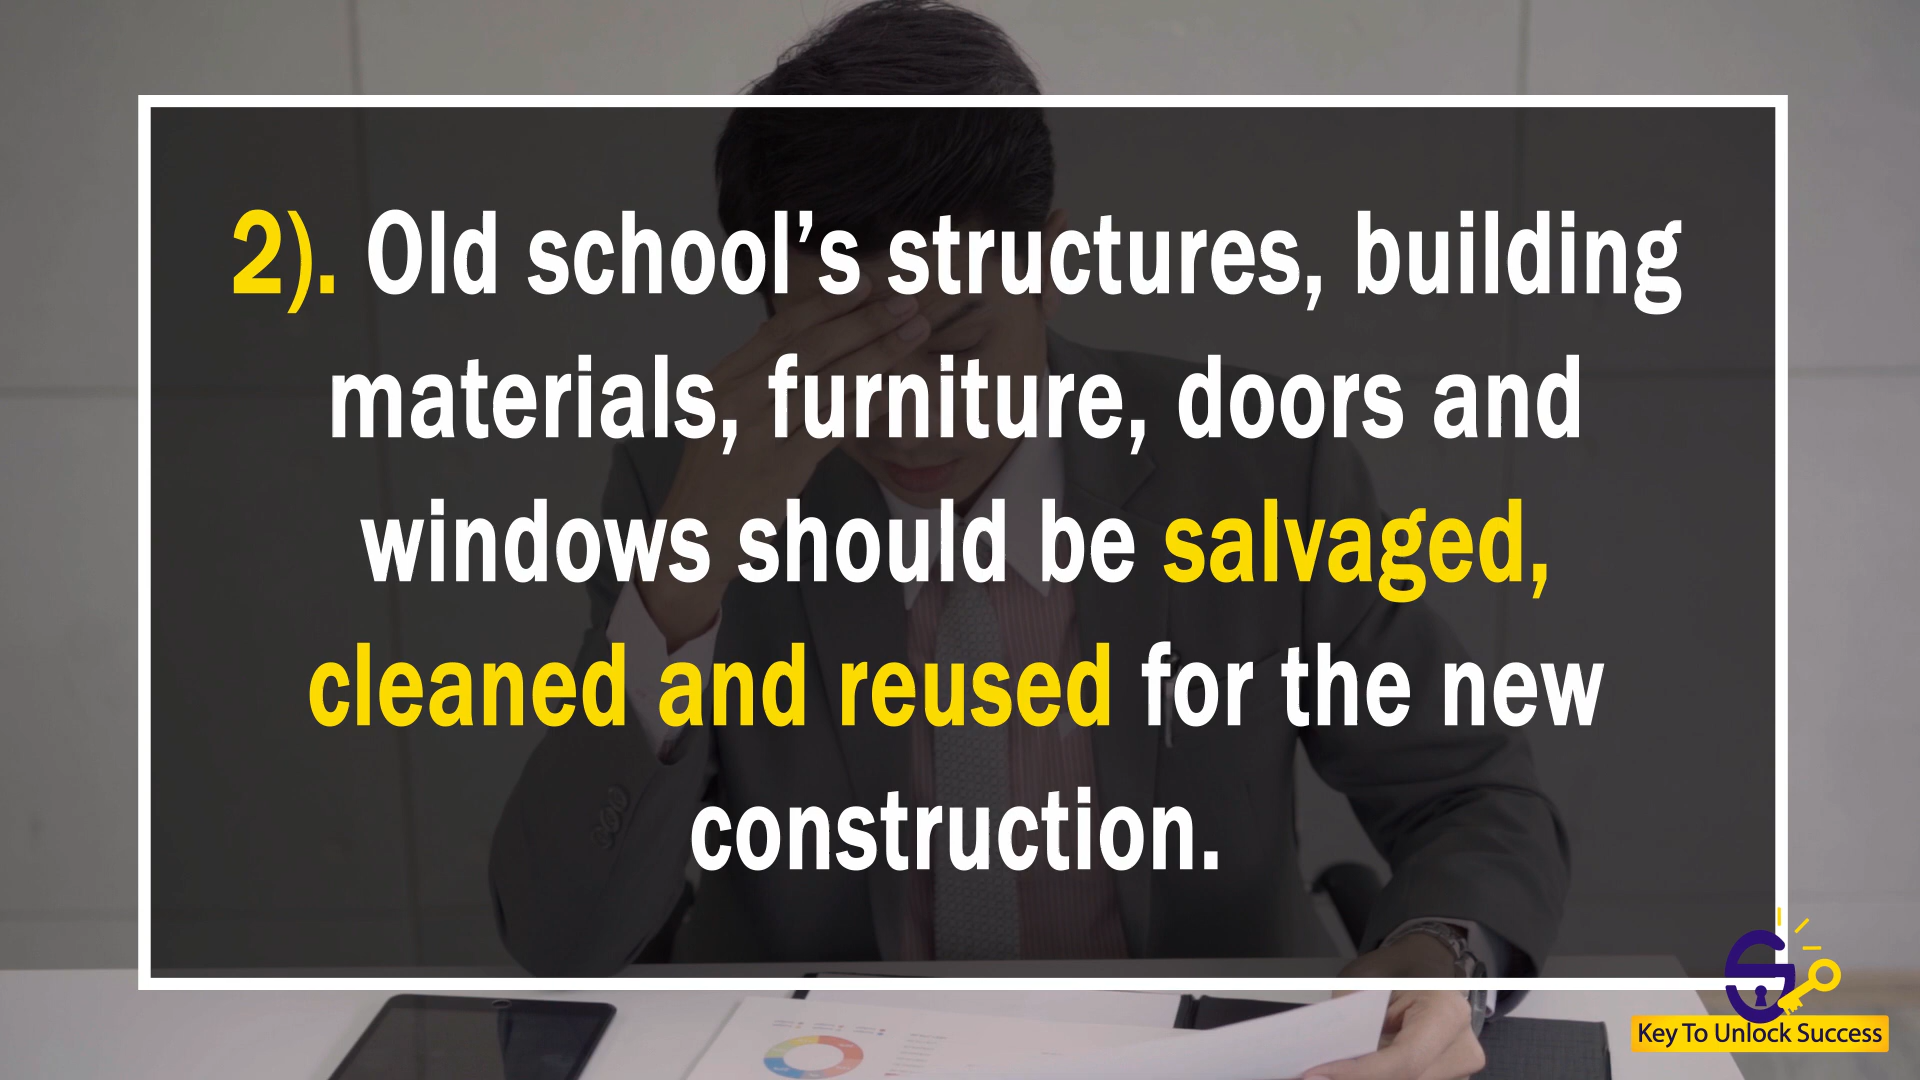 2). Old school’s structures, building
materials, furniture, doors and
windows should be salvaged,
cleaned and reused for the new
construction.
Key To Unlock Success